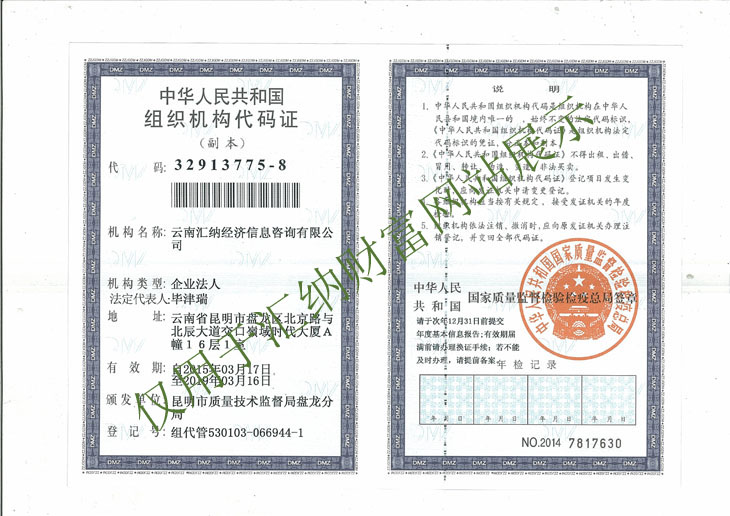 中华人民共和国
组织机构代码证
(副本)
代 码: 32913775-8
机构名称: 云南汇纳经济信息咨询有限公
司
机构类型: 企业法人
法定代表人: 毕津瑞
地 址: 云南省昆明市盘龙区北京路与
北辰大道交口 域时代大厦A
幢16层1 室
有 效 期: 自2015年03月17日
至2019年03月16日
颁发单位: 昆明市质量技术监督局盘龙分
局
登 记 号: 组代管530103-066944-1
说 明
1. 中华人民共和国组织机构代码是组织机构在中华人
民共和国境内唯一的、始终不变的法定代码标识,
《中华人民共和国组织机构代码证》是组织机构法定
代码标识的凭证, 分正本和副本。
2. 《中华人民共和国组织机构代码证》不得出租、出借、
冒用、转让、伪造、变造、非法买卖。
3. 《中华人民共和国组织机构代码证》登记项目发生变
化时, 应向发证机关申请变更登记。
4. 各组织机构应当按有关规定, 接受发证机关的年度
验证。
5. 组织机构依法注销、撤消时, 应向原发证机关办理注
销登记, 并交回全部代码证。
中华人民
共和国 国家质量监督检验检疫总局签章
中华人民共和国国家质量监督检验检疫总局
请于次年12月31日前提交
年度基本信息报告; 有效期届
满前请办理换证手续; 若不能
及时办理, 请提前备案。
年检记录
年 月 日 年 月 日 年 月 日 年 月 日
NO.2014 7817630
仅用于汇纳财富网站展示